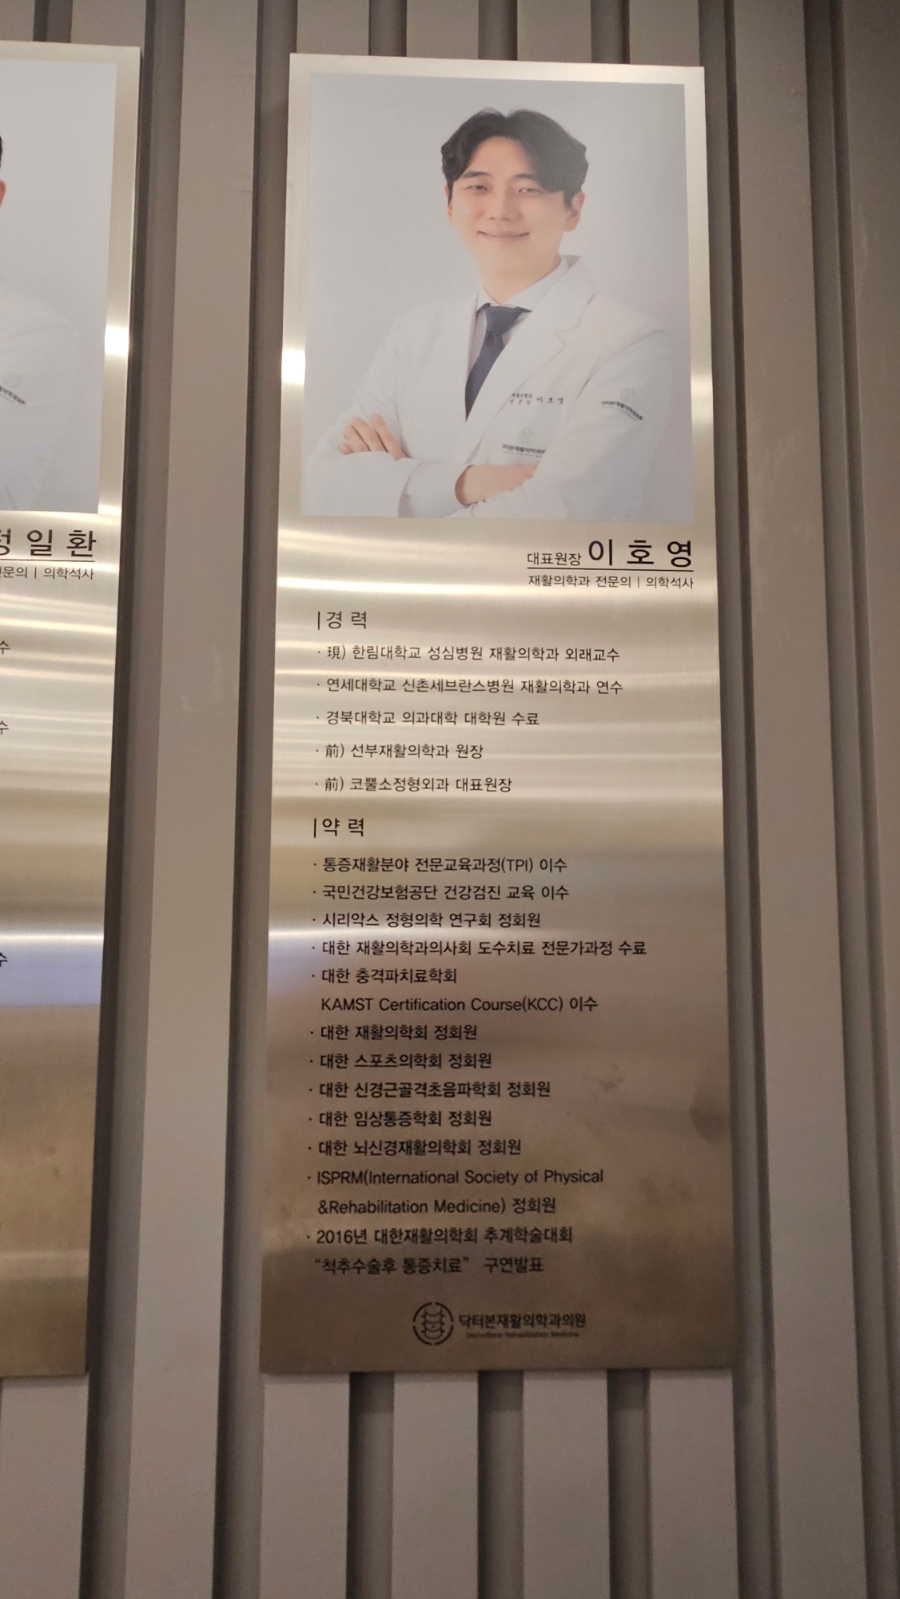 정일환
전문의 | 의학석사
수
수
수
이호영
대표원장 이호영
재활의학과 전문의 | 의학석사
|경 력
· 現) 한림대학교 성심병원 재활의학과 외래교수
· 연세대학교 신촌세브란스병원 재활의학과 연수
· 경북대학교 의과대학 대학원 수료
· 前) 선부재활의학과 원장
· 前) 코뿔소정형외과 대표원장
|약 력
· 통증재활분야 전문교육과정(TPI) 이수
· 국민건강보험공단 건강검진 교육 이수
· 시리악스 정형의학 연구회 정회원
· 대한 재활의학과의사회 도수치료 전문가과정 수료
· 대한 충격파치료학회
KAMST Certification Course(KCC) 이수
· 대한 재활의학회 정회원
· 대한 스포츠의학회 정회원
· 대한 신경근골격초음파학회 정회원
· 대한 임상통증학회 정회원
· 대한 뇌신경재활의학회 정회원
· ISPRM(International Society of Physical
&Rehabilitation Medicine) 정회원
· 2016년 대한재활의학회 추계학술대회
“척추수술후 통증치료” 구연발표
닥터본재활의학과의원